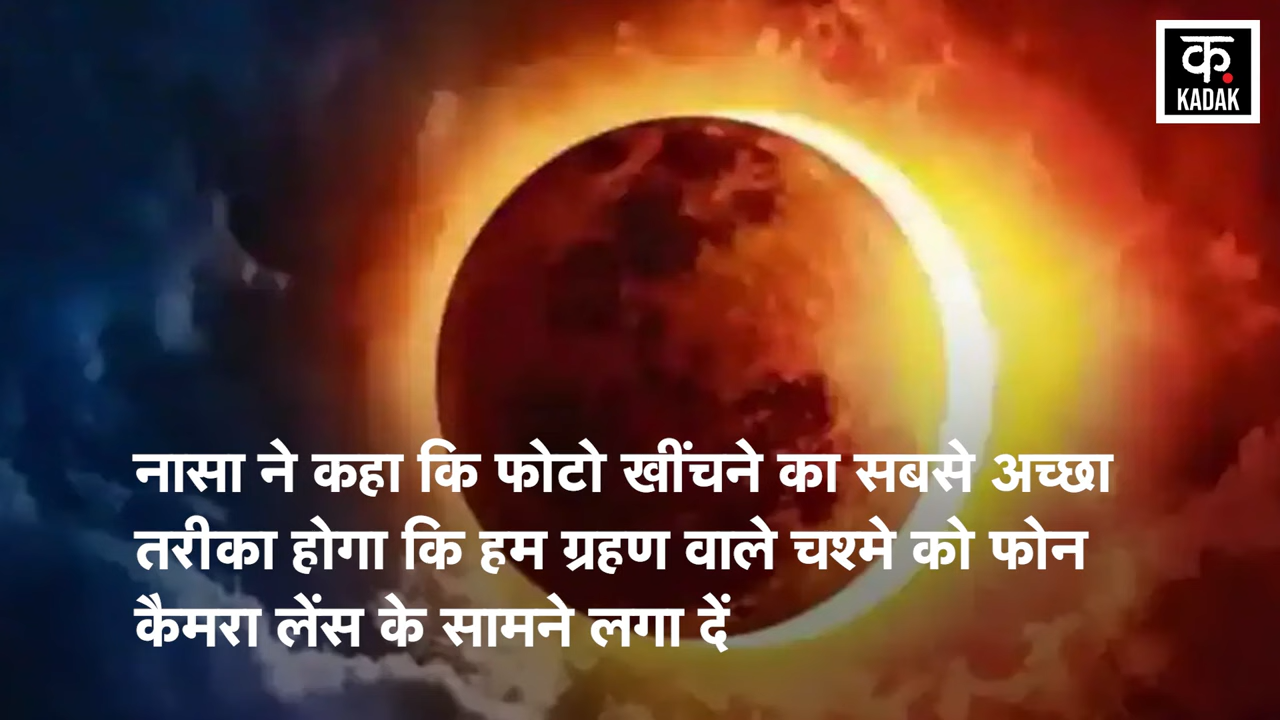 क.
KADAK
नासा ने कहा कि फोटो खींचने का सबसे अच्छा
तरीका होगा कि हम ग्रहण वाले चश्मे को फोन
कैमरा लेंस के सामने लगा दें